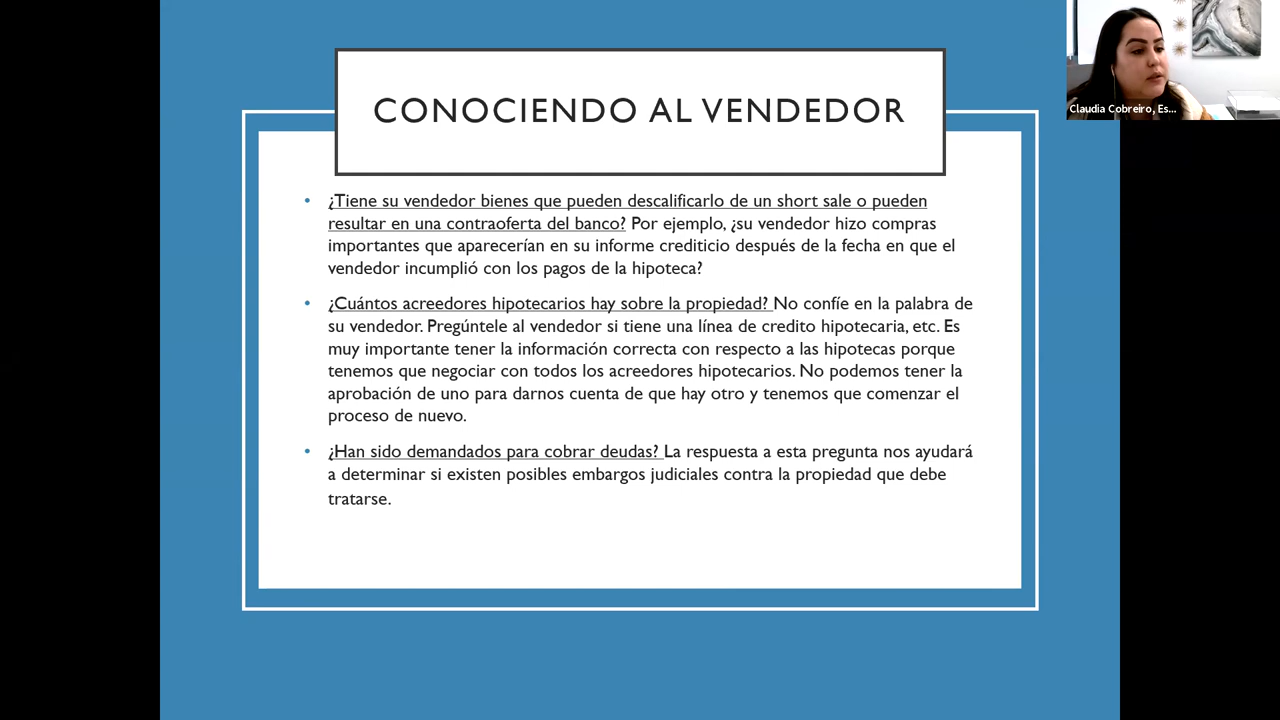 CONOCIENDO AL VENDEDOR
Claudia Cobreiro, Es...
• ¿Tiene su vendedor bienes que pueden descalificarlo de un short sale o pueden
resultar en una contraoferta del banco? Por ejemplo, ¿su vendedor hizo compras
importantes que aparecerían en su informe crediticio después de la fecha en que el
vendedor incumplió con los pagos de la hipoteca?
• ¿Cuántos acreedores hipotecarios hay sobre la propiedad? No confíe en la palabra de
su vendedor. Pregúntele al vendedor si tiene una línea de credito hipotecaria, etc. Es
muy importante tener la información correcta con respecto a las hipotecas porque
tenemos que negociar con todos los acreedores hipotecarios. No podemos tener la
aprobación de uno para darnos cuenta de que hay otro y tenemos que comenzar el
proceso de nuevo.
• ¿Han sido demandados para cobrar deudas? La respuesta a esta pregunta nos ayudará
a determinar si existen posibles embargos judiciales contra la propiedad que debe
tratarse.